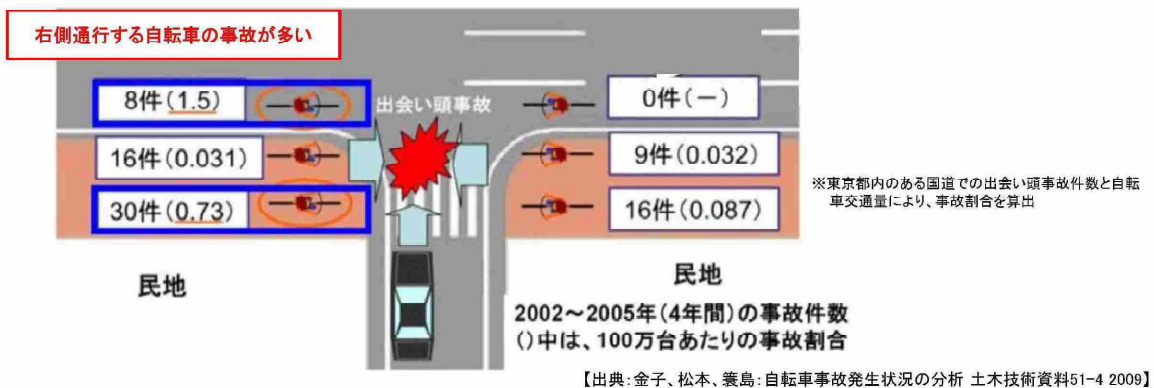 右側通行する自転車の事故が多い
8件(1.5)
出会い頭事故
0件(－)
16件(0.031)
9件(0.032)
30件(0.73)
16件(0.087)
※東京都内のある国道での出会い頭事故件数と自転
車交通量により、事故割合を算出
民地
民地
2002～2005年(4年間)の事故件数
()中は、100万台あたりの事故割合
【出典：金子、松本、簑島：自転車事故発生状況の分析 土木技術資料51-4 2009】